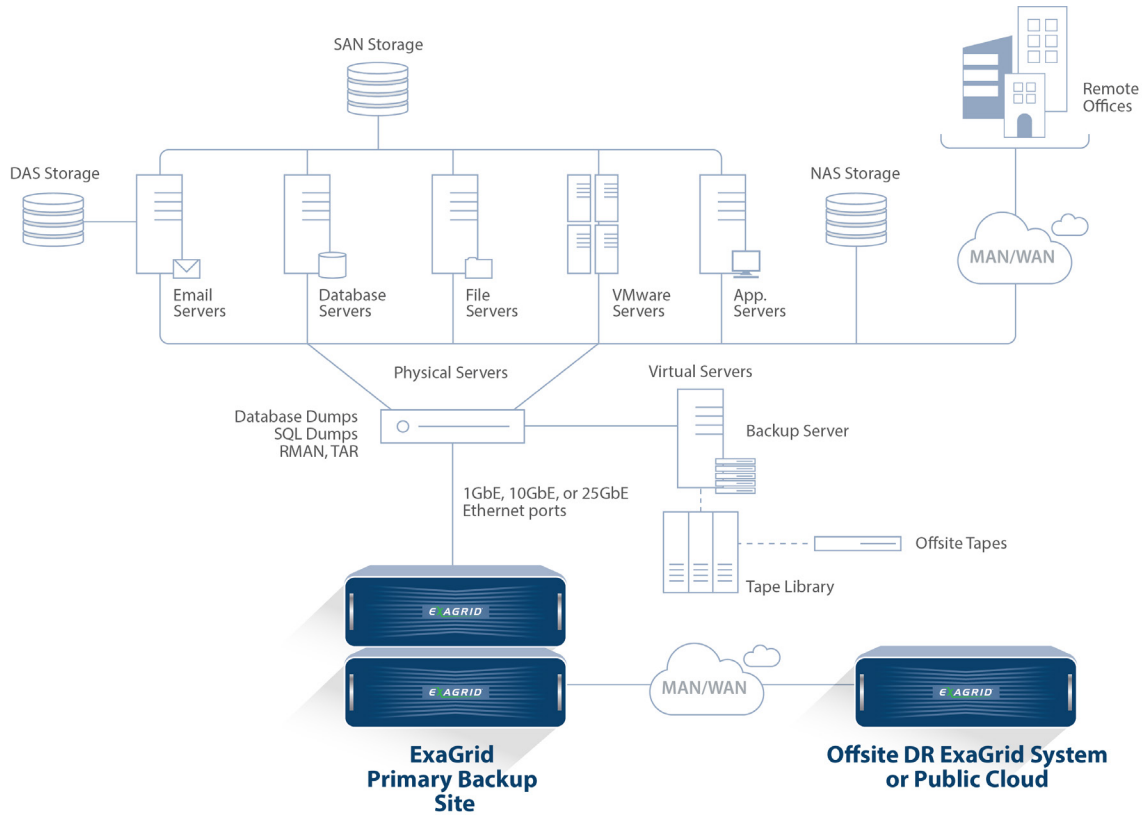 SAN Storage
Remote
Offices
DAS Storage
NAS Storage
MAN/WAN
Email
Servers
Database
Servers
File
Servers
VMware
Servers
App.
Servers
Physical Servers
Virtual Servers
Database Dumps
SQL Dumps
RMAN, TAR
Backup Server
1GbE, 10GbE, or 25GbE
Ethernet ports
Offsite Tapes
Tape Library
EXAGRID
EXAGRID
MAN/WAN
EXAGRID
ExaGrid
Primary Backup
Site
Offsite DR ExaGrid System
or Public Cloud